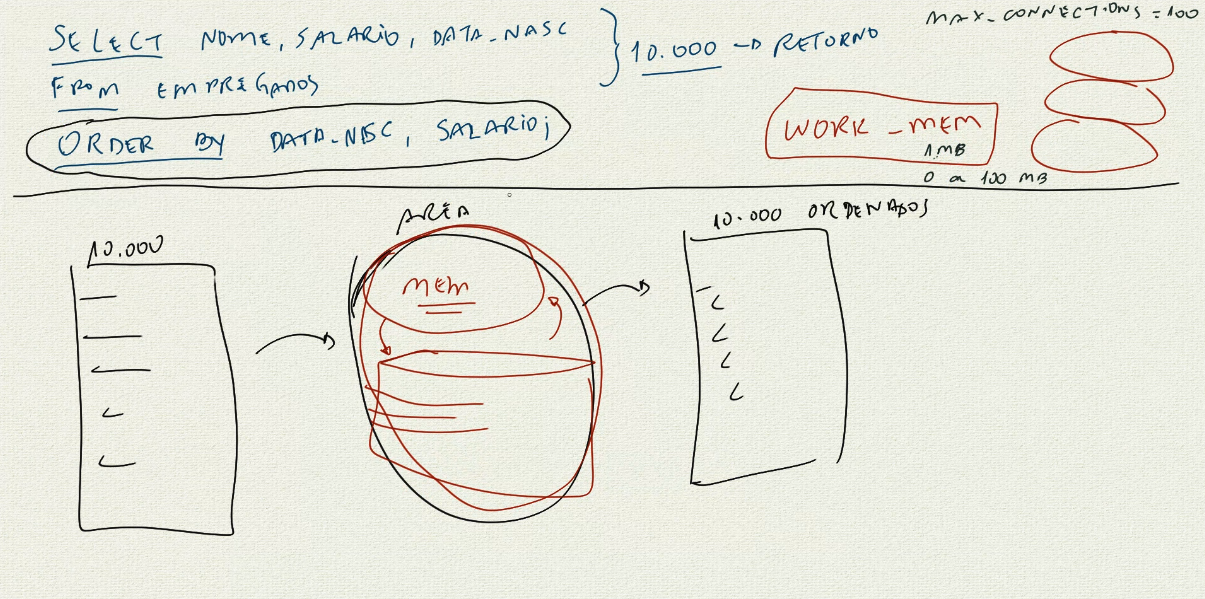 SELECT NOME, SALARIO, DATA_NASC
FROM EMPREGADOS
ORDER BY DATA_NASC, SALARIO;
10.000 → RETORNO
MAX_CONNECTIONS = 100
WORK_MEM
1MB
0 a 100 MB
10.000
AREA
MEM
10.000 ORDENADOS